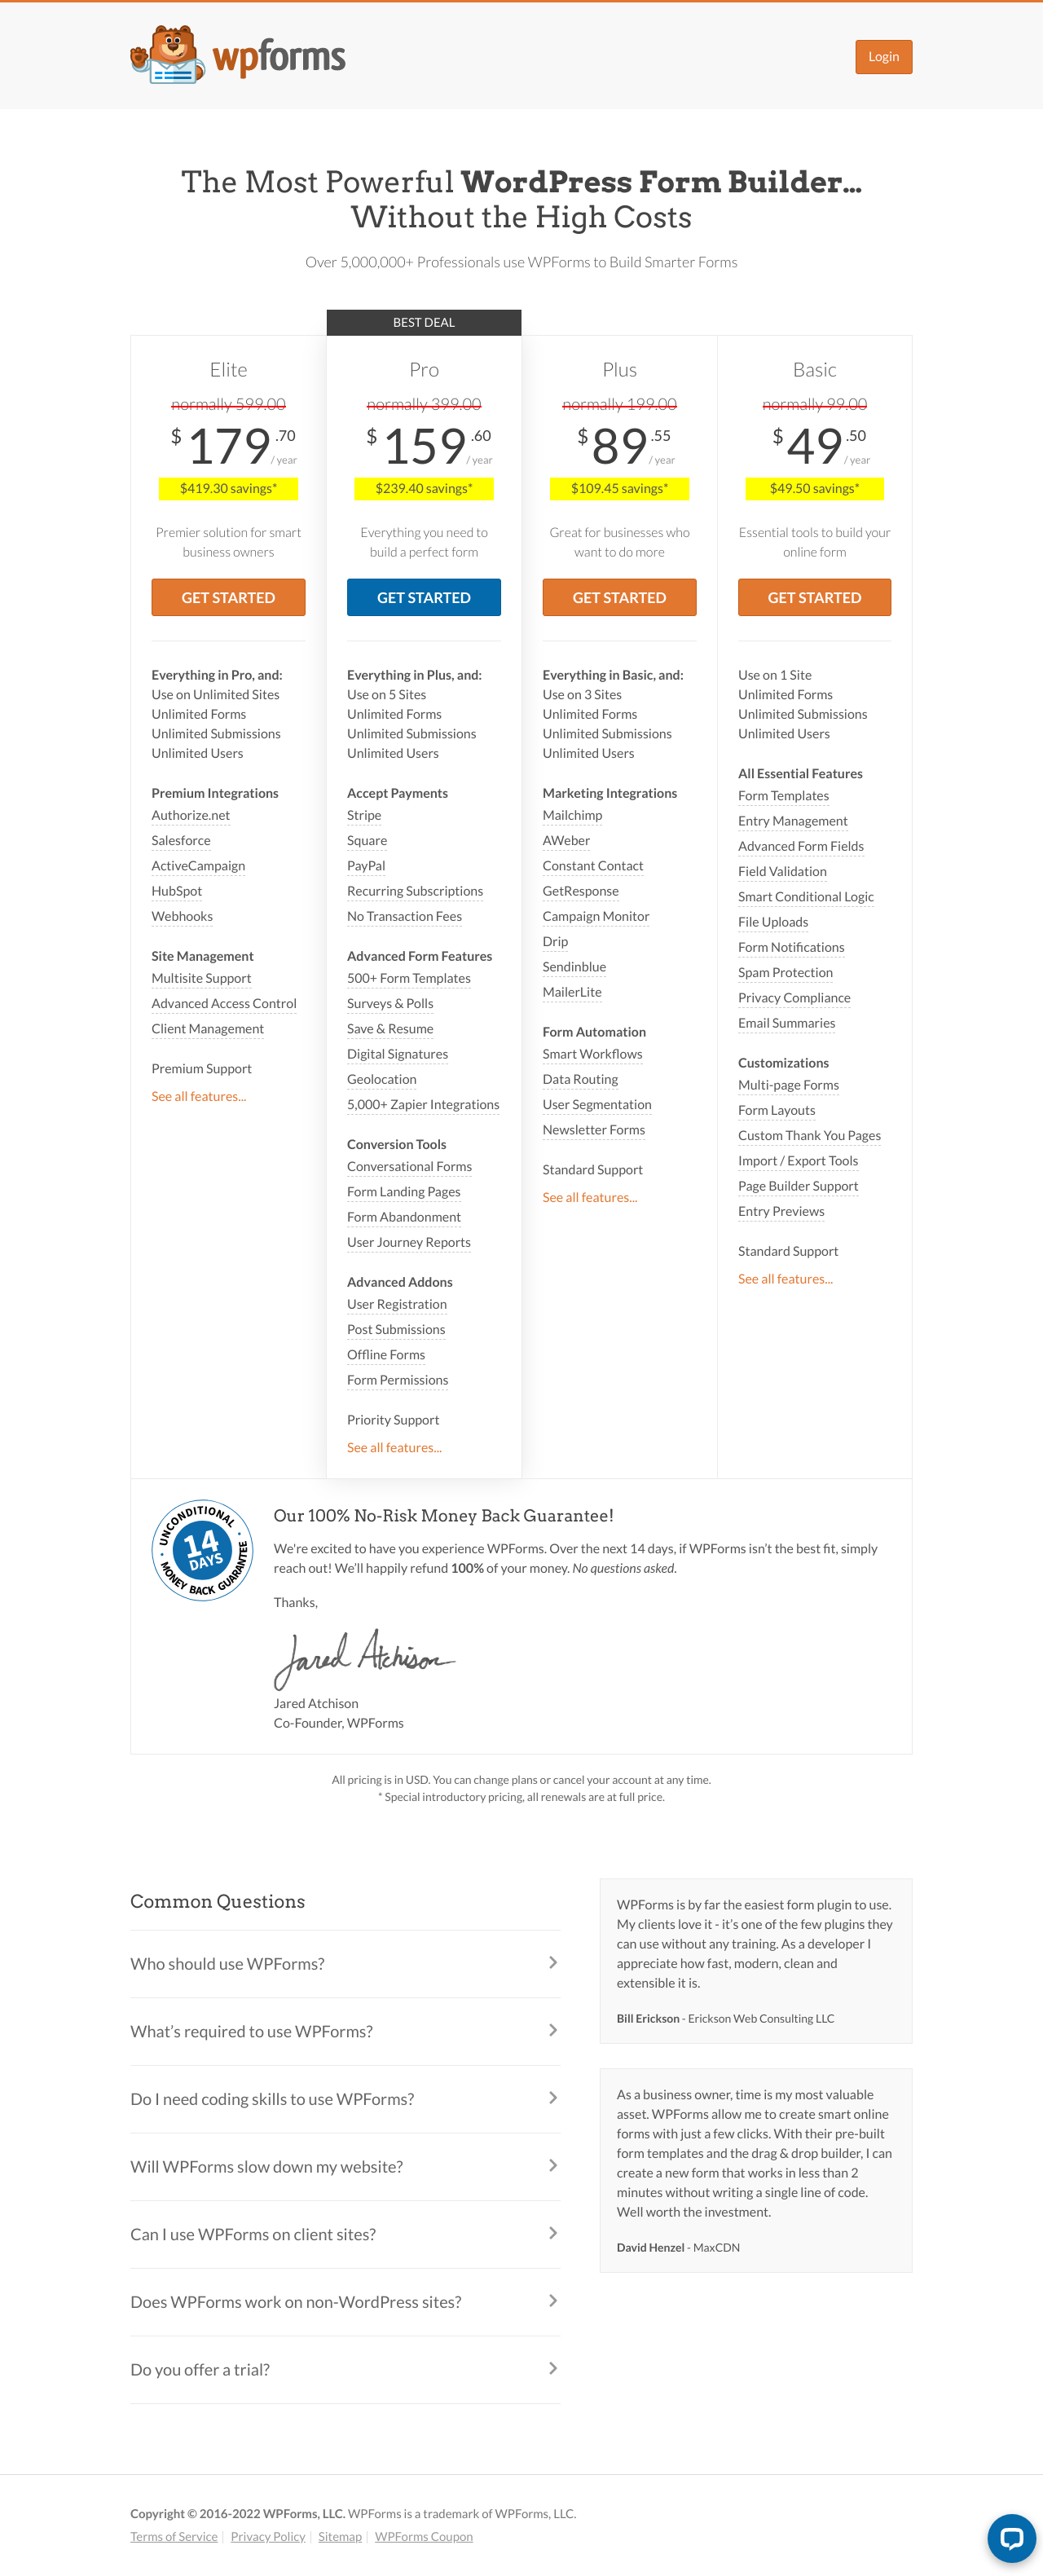 wpforms
Login
The Most Powerful WordPress Form Builder...
Without the High Costs
Over 5,000,000+ Professionals use WPForms to Build Smarter Forms
Elite
normally 599.00
$179.70
/ year
$419.30 savings*
Premier solution for smart
business owners
GET STARTED
Everything in Pro, and:
Use on Unlimited Sites
Unlimited Forms
Unlimited Submissions
Unlimited Users
Premium Integrations
Authorize.net
Salesforce
ActiveCampaign
HubSpot
Webhooks
Site Management
Multisite Support
Advanced Access Control
Client Management
Premium Support
See all features...
BEST DEAL
Pro
normally 399.00
$159.60
/ year
$239.40 savings*
Everything you need to
build a perfect form
GET STARTED
Everything in Plus, and:
Use on 5 Sites
Unlimited Forms
Unlimited Submissions
Unlimited Users
Accept Payments
Stripe
Square
PayPal
Recurring Subscriptions
No Transaction Fees
Advanced Form Features
500+ Form Templates
Surveys & Polls
Save & Resume
Digital Signatures
Geolocation
5,000+ Zapier Integrations
Conversion Tools
Conversational Forms
Form Landing Pages
Form Abandonment
User Journey Reports
Advanced Addons
User Registration
Post Submissions
Offline Forms
Form Permissions
Priority Support
See all features...
Plus
normally 199.00
$89.55
/ year
$109.45 savings*
Great for businesses who
want to do more
GET STARTED
Everything in Basic, and:
Use on 3 Sites
Unlimited Forms
Unlimited Submissions
Unlimited Users
Marketing Integrations
Mailchimp
AWeber
Constant Contact
GetResponse
Campaign Monitor
Drip
Sendinblue
MailerLite
Form Automation
Smart Workflows
Data Routing
User Segmentation
Newsletter Forms
Standard Support
See all features...
Basic
normally 99.00
$49.50
/ year
$49.50 savings*
Essential tools to build your
online form
GET STARTED
Use on 1 Site
Unlimited Forms
Unlimited Submissions
Unlimited Users
All Essential Features
Form Templates
Entry Management
Advanced Form Fields
Field Validation
Smart Conditional Logic
File Uploads
Form Notifications
Spam Protection
Privacy Compliance
Email Summaries
Customizations
Multi-page Forms
Form Layouts
Custom Thank You Pages
Import / Export Tools
Page Builder Support
Entry Previews
Standard Support
See all features...
UNCONDITIONAL
14
DAYS
MONEY BACK GUARANTEE
Our 100% No-Risk Money Back Guarantee!
We're excited to have you experience WPForms. Over the next 14 days, if WPForms isn’t the best fit, simply
reach out! We’ll happily refund 100% of your money. No questions asked.
Thanks,
Jared Atchison
Jared Atchison
Co-Founder, WPForms
All pricing is in USD. You can change plans or cancel your account at any time.
* Special introductory pricing, all renewals are at full price.
Common Questions
Who should use WPForms?
What’s required to use WPForms?
Do I need coding skills to use WPForms?
Will WPForms slow down my website?
Can I use WPForms on client sites?
Does WPForms work on non-WordPress sites?
Do you offer a trial?
WPForms is by far the easiest form plugin to use.
My clients love it - it’s one of the few plugins they
can use without any training. As a developer I
appreciate how fast, modern, clean and
extensible it is.
Bill Erickson - Erickson Web Consulting LLC
As a business owner, time is my most valuable
asset. WPForms allow me to create smart online
forms with just a few clicks. With their pre-built
form templates and the drag & drop builder, I can
create a new form that works in less than 2
minutes without writing a single line of code.
Well worth the investment.
David Henzel - MaxCDN
Copyright © 2016-2022 WPForms, LLC. WPForms is a trademark of WPForms, LLC.
Terms of Service | Privacy Policy | Sitemap | WPForms Coupon